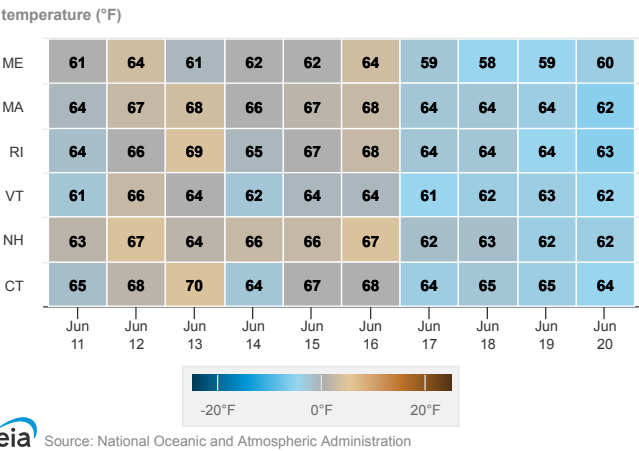 temperature (°F)
ME 61 64 61 62 62 64 59 58 59 60
MA 64 67 68 66 67 68 64 64 64 62
RI 64 66 69 65 67 68 64 64 64 63
VT 61 66 64 62 64 64 61 62 63 62
NH 63 67 64 66 66 67 62 63 62 62
CT 65 68 70 64 67 68 64 65 65 64
Jun Jun Jun Jun Jun Jun Jun Jun Jun Jun
11 12 13 14 15 16 17 18 19 20
-20°F 0°F 20°F
eia Source: National Oceanic and Atmospheric Administration